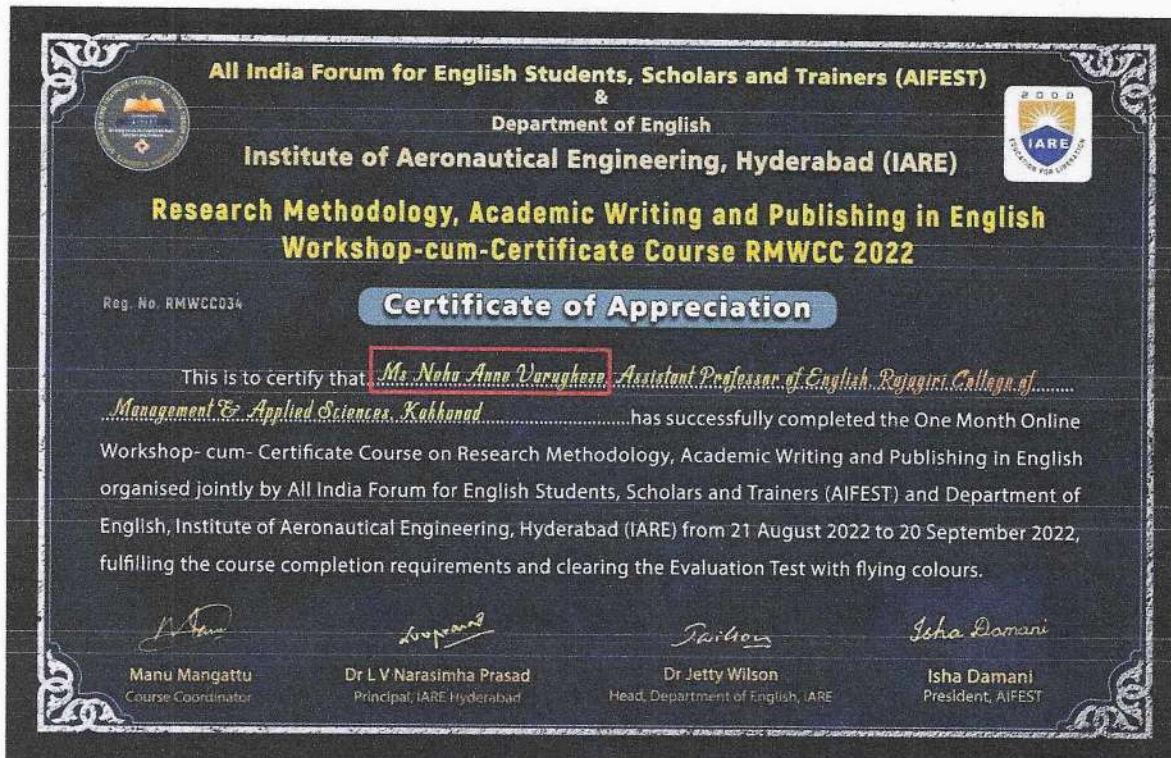 All India Forum for English Students, Scholars and Trainers (AIFEST)
&
Department of English
Institute of Aeronautical Engineering, Hyderabad (IARE)
2000
IARE
EDUCATION FOR LIBERATION
Research Methodology, Academic Writing and Publishing in English
Workshop-cum-Certificate Course RMWCC 2022
Reg. No. RMWCC034
Certificate of Appreciation
This is to certify that Ms Neha Anne Varughese, Assistant Professor of English, Rajagiri College of
Management & Applied Sciences, Kakkanad has successfully completed the One Month Online
Workshop- cum- Certificate Course on Research Methodology, Academic Writing and Publishing in English
organised jointly by All India Forum for English Students, Scholars and Trainers (AIFEST) and Department of
English, Institute of Aeronautical Engineering, Hyderabad (IARE) from 21 August 2022 to 20 September 2022,
fulfilling the course completion requirements and clearing the Evaluation Test with flying colours.
Isha Damani
Manu Mangattu
Course Coordinator
Dr L V Narasimha Prasad
Principal, IARE Hyderabad
Dr Jetty Wilson
Head, Department of English, IARE
Isha Damani
President, AIFEST